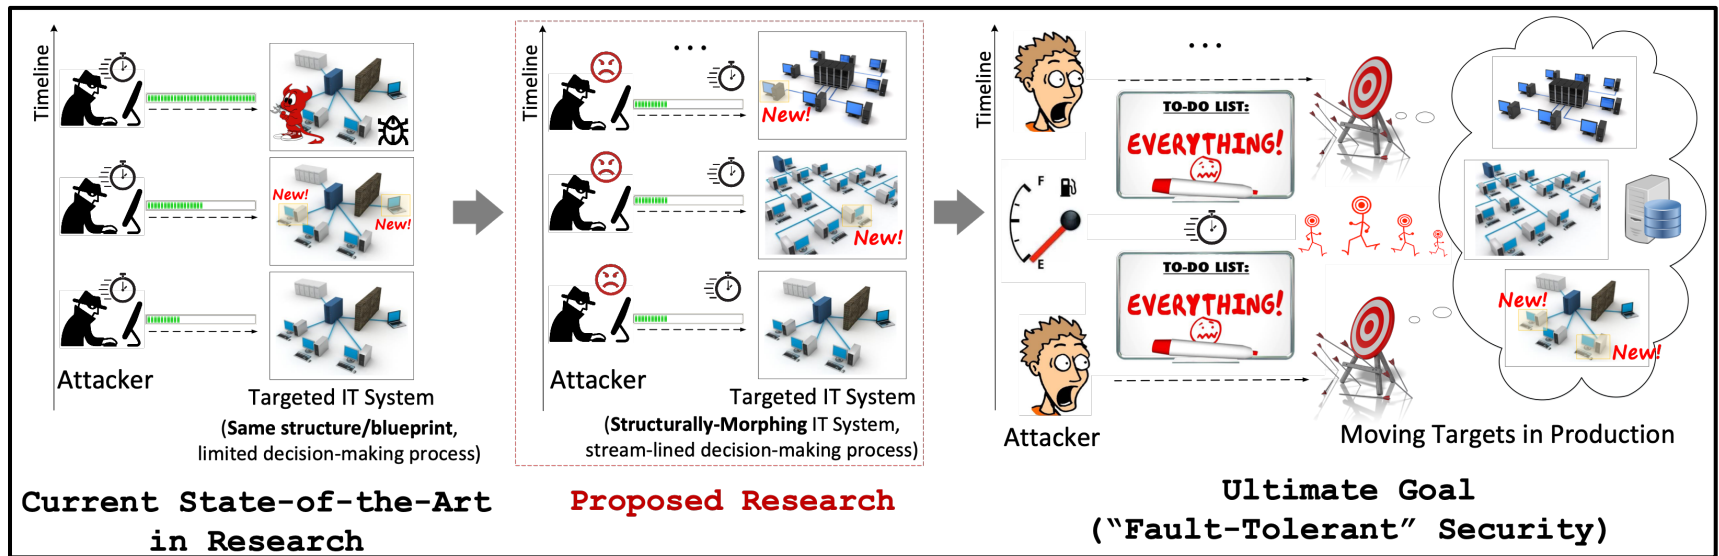 Timeline
New!
New!
Attacker
Targeted IT System
(Same structure/blueprint,
limited decision-making process)
Current State-of-the-Art
in Research
Timeline
...
New!
New!
Attacker
Targeted IT System
(Structurally-Morphing IT System,
stream-lined decision-making process)
Proposed Research
Timeline
...
TO-DO LIST:
EVERYTHING!
F
E
TO-DO LIST:
EVERYTHING!
New!
New!
Attacker
Moving Targets in Production
Ultimate Goal
(“Fault-Tolerant” Security)